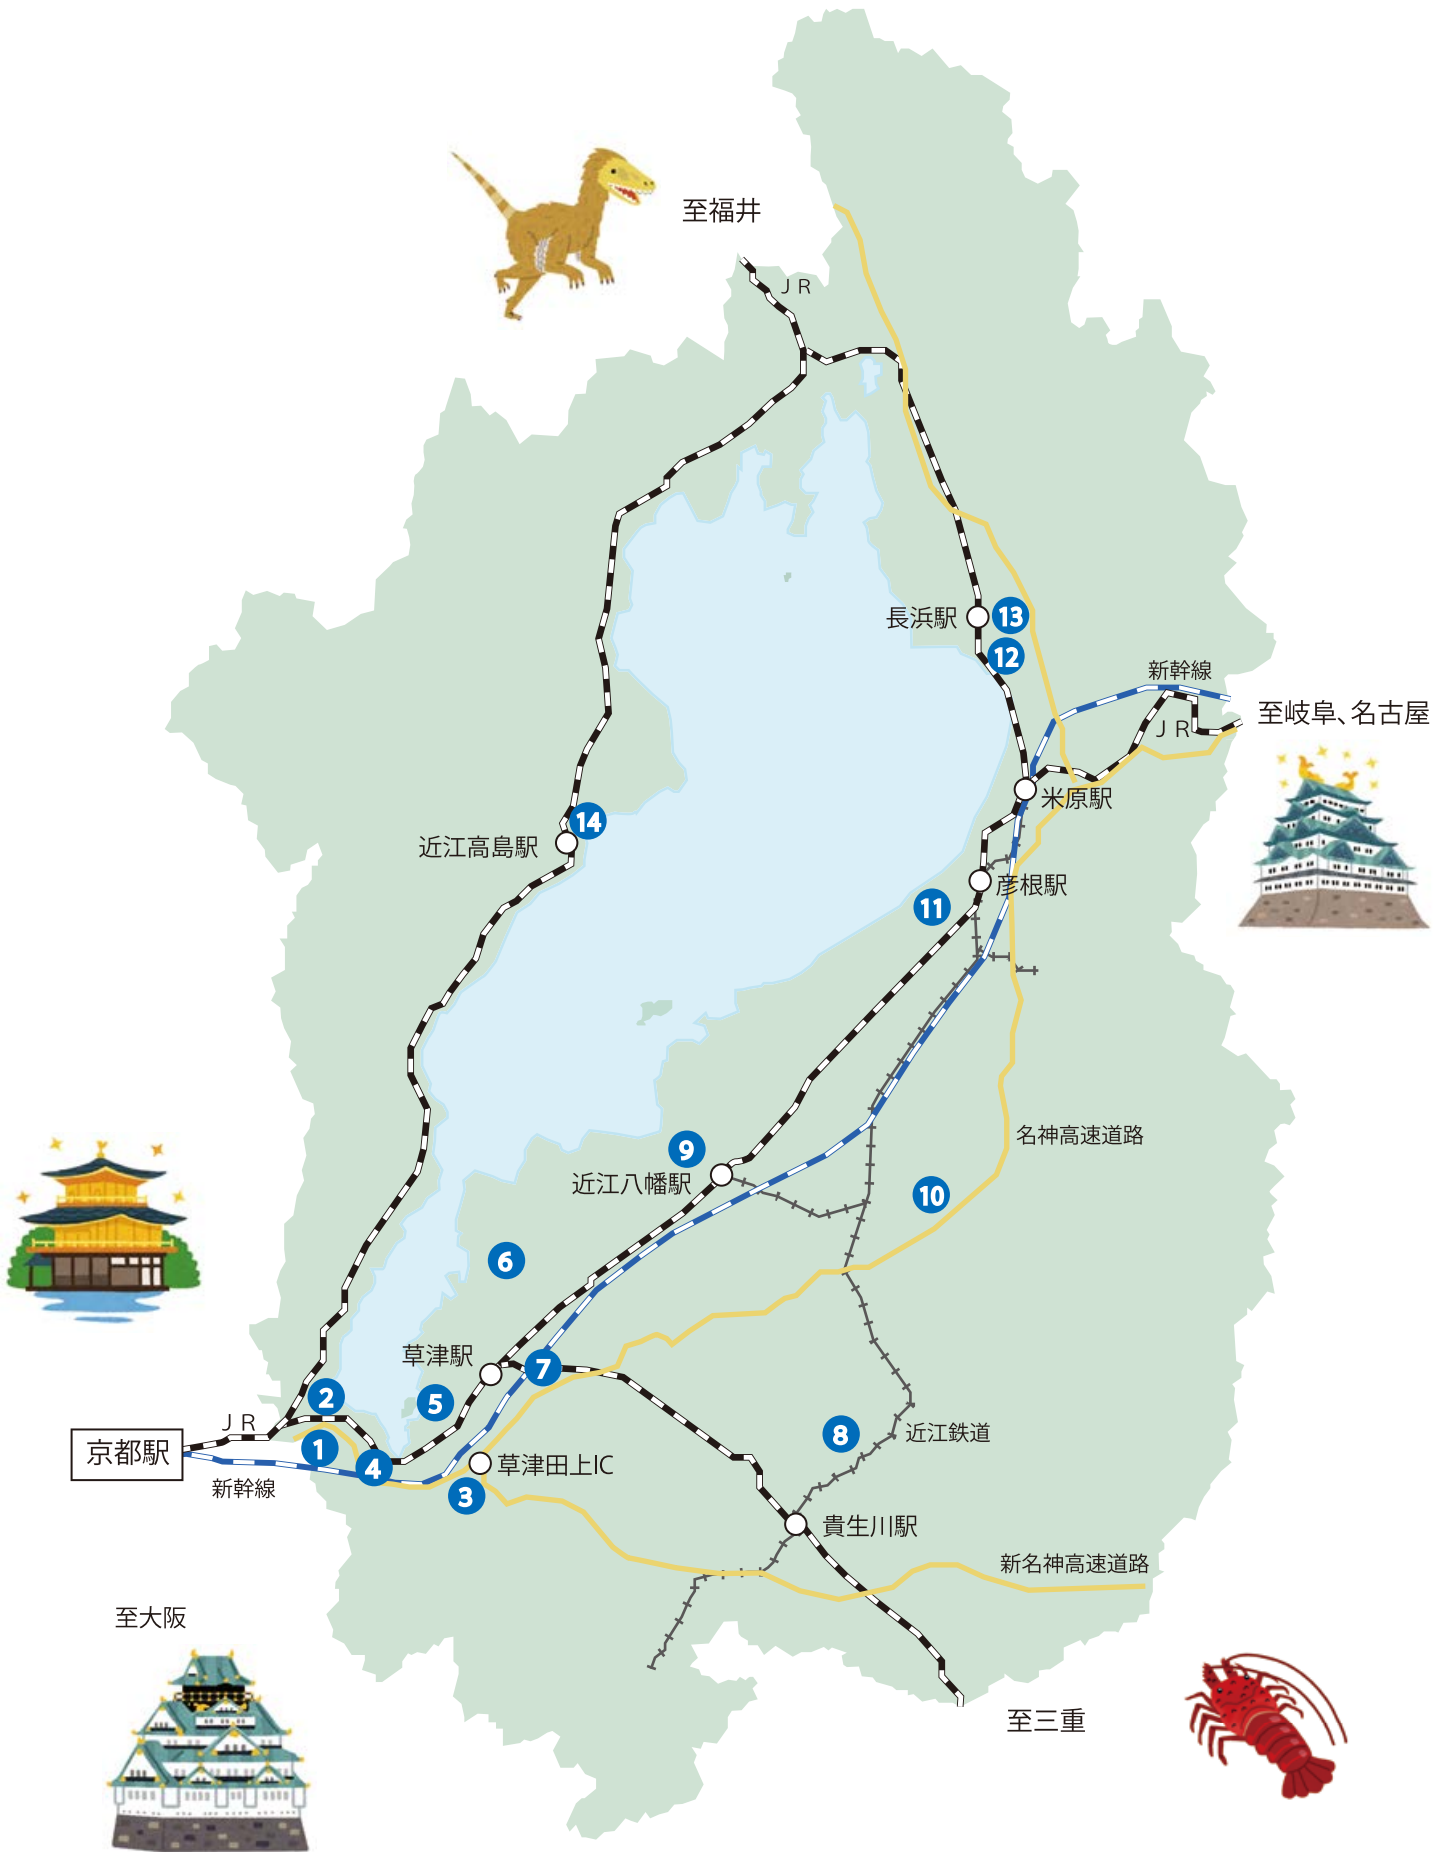 至福井
ＪＲ
長浜駅
13
12
新幹線
至岐阜、名古屋
ＪＲ
米原駅
14
近江高島駅
彦根駅
11
名神高速道路
9
近江八幡駅
10
6
草津駅
7
2
5
ＪＲ
京都駅
1
8
近江鉄道
4
草津田上IC
新幹線
3
貴生川駅
新名神高速道路
至大阪
至三重